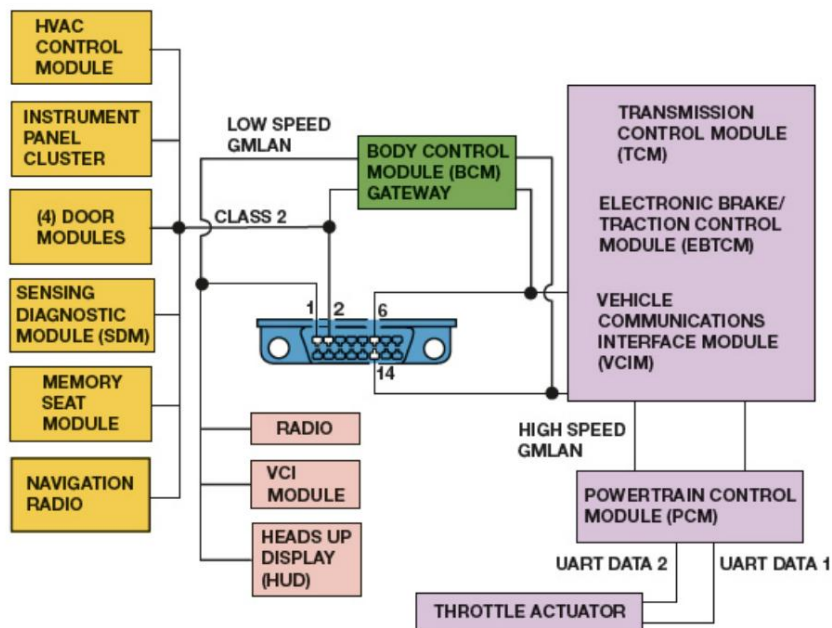 HVAC
CONTROL
MODULE
INSTRUMENT
PANEL
CLUSTER
(4) DOOR
MODULES
SENSING
DIAGNOSTIC
MODULE (SDM)
MEMORY
SEAT
MODULE
NAVIGATION
RADIO
LOW SPEED
GMLAN
CLASS 2
BODY CONTROL
MODULE (BCM)
GATEWAY
1
2
6
14
RADIO
VCI
MODULE
HEADS UP
DISPLAY
(HUD)
TRANSMISSION
CONTROL MODULE
(TCM)
ELECTRONIC BRAKE/
TRACTION CONTROL
MODULE (EBTCM)
VEHICLE
COMMUNICATIONS
INTERFACE MODULE
(VCIM)
HIGH SPEED
GMLAN
POWERTRAIN CONTROL
MODULE (PCM)
UART DATA 2
UART DATA 1
THROTTLE ACTUATOR